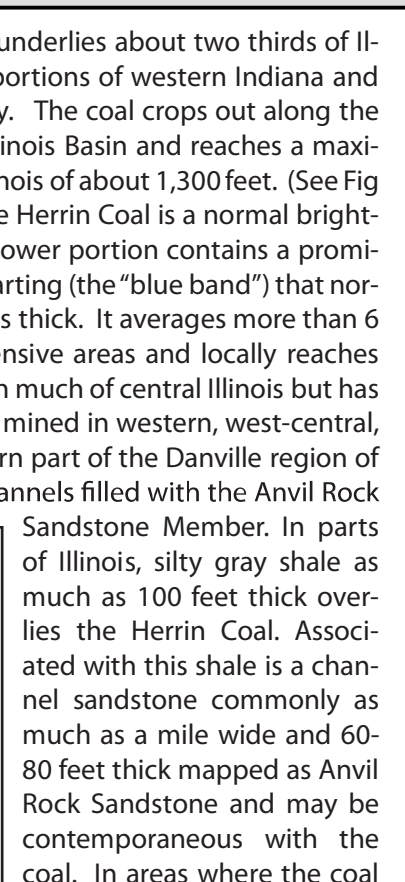 underlies about two thirds of Il-
portions of western Indiana and
y. The coal crops out along the
inois Basin and reaches a maxi-
nois of about 1,300 feet. (See Fig
e Herrin Coal is a normal bright-
ower portion contains a promi-
arting (the “blue band”) that nor-
s thick. It averages more than 6
ensive areas and locally reaches
n much of central Illinois but has
mined in western, west-central,
rn part of the Danville region of
annels filled with the Anvil Rock
Sandstone Member. In parts
of Illinois, silty gray shale as
much as 100 feet thick over-
lies the Herrin Coal. Associ-
ated with this shale is a chan-
nel sandstone commonly as
much as a mile wide and 60-
80 feet thick mapped as Anvil
Rock Sandstone and may be
contemporaneous with the
coal. In areas where the coal